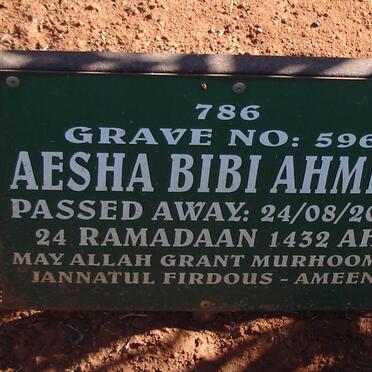 786
GRAVE NO: 596
AESHA BIBI AHM
PASSED AWAY: 24/08/20
24 RAMADAAN 1432 AH
MAY ALLAH GRANT MURHOOM
JANNATUL FIRDOUS - AMEEN